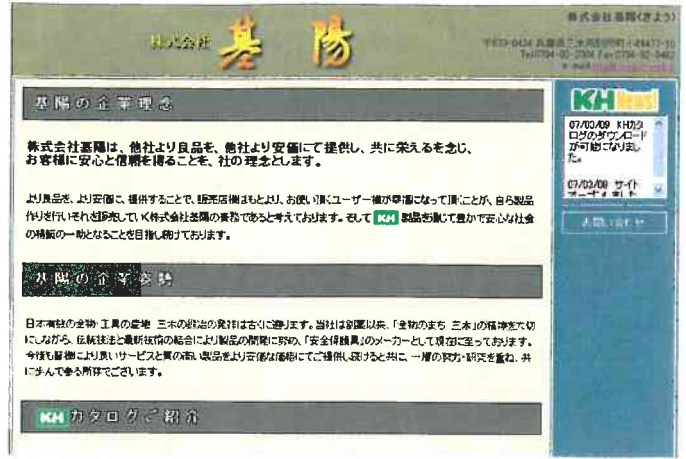 株式会社 基陽
株式会社基陽(きよう)
基陽の企業理念
株式会社基陽は、他社より良品を、他社より安価にて提供し、共に栄えるを念じ、
お客様に安心と信頼を得ることを、社の理念とします。
より良品を、より安価に、提供することで、販売店様はもとより、お使い頂くユーザー様が幸福になって頂くことが、自ら製品
作りを行いそれを販売していく株式会社基陽の責務であると考えております。そして KH 製品を通じて豊かで安心な社会
の構築の一助となることを目指し続けております。
基陽の企業姿勢
日本有数の金物・工具の産地 三木の鍛冶の発祥は古くに遡ります。当社は創業以来、「金物のまち 三木」の精神を大切
にしながら、伝統技法と最新技術の結合により製品の開発に努め、「安全保護具」のメーカーとして現在に至っております。
今後も皆様により良いサービスと質の高い製品をより安価な価格にてご提供し続けると共に、一層の努力・研究を重ね、共
に歩んで参る所存でございます。
KHカタログご紹介
KH News!
07/03/09 KHカタ
ログのダウンロード
が可能になりまし
た。
07/03/08 サイト
お問い合わせ